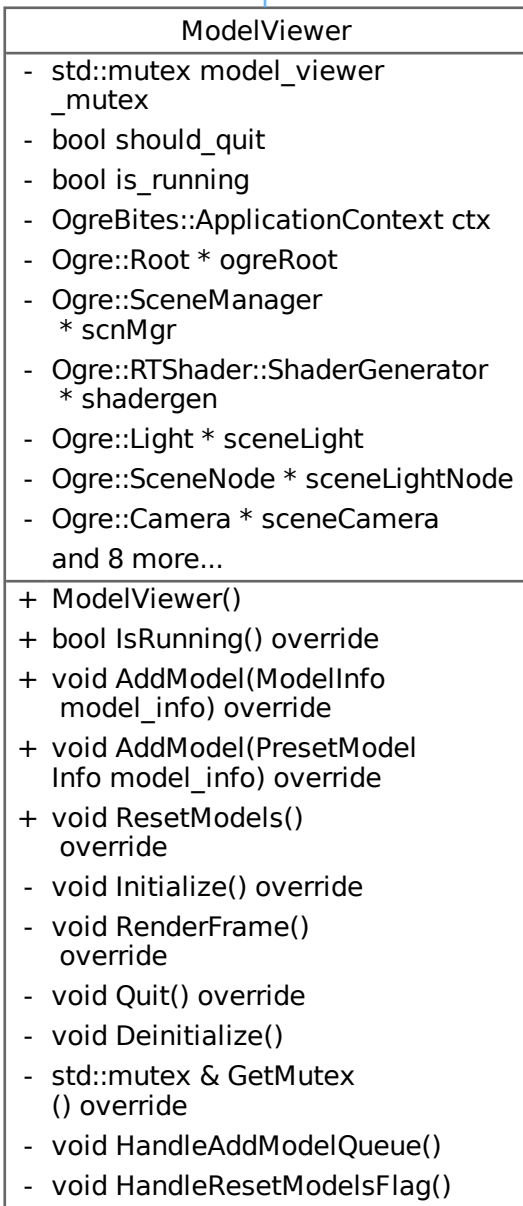 ModelViewer
- std::mutex model_viewer
_mutex
- bool should_quit
- bool is_running
- OgreBites::ApplicationContext ctx
- Ogre::Root * ogreRoot
- Ogre::SceneManager
* scnMgr
- Ogre::RTShader::ShaderGenerator
* shadergen
- Ogre::Light * sceneLight
- Ogre::SceneNode * sceneLightNode
- Ogre::Camera * sceneCamera
and 8 more...
+ ModelViewer()
+ bool IsRunning() override
+ void AddModel(ModelInfo
model_info) override
+ void AddModel(PresetModel
Info model_info) override
+ void ResetModels()
override
- void Initialize() override
- void RenderFrame()
override
- void Quit() override
- void Deinitialize()
- std::mutex & GetMutex
() override
- void HandleAddModelQueue()
- void HandleResetModelsFlag()